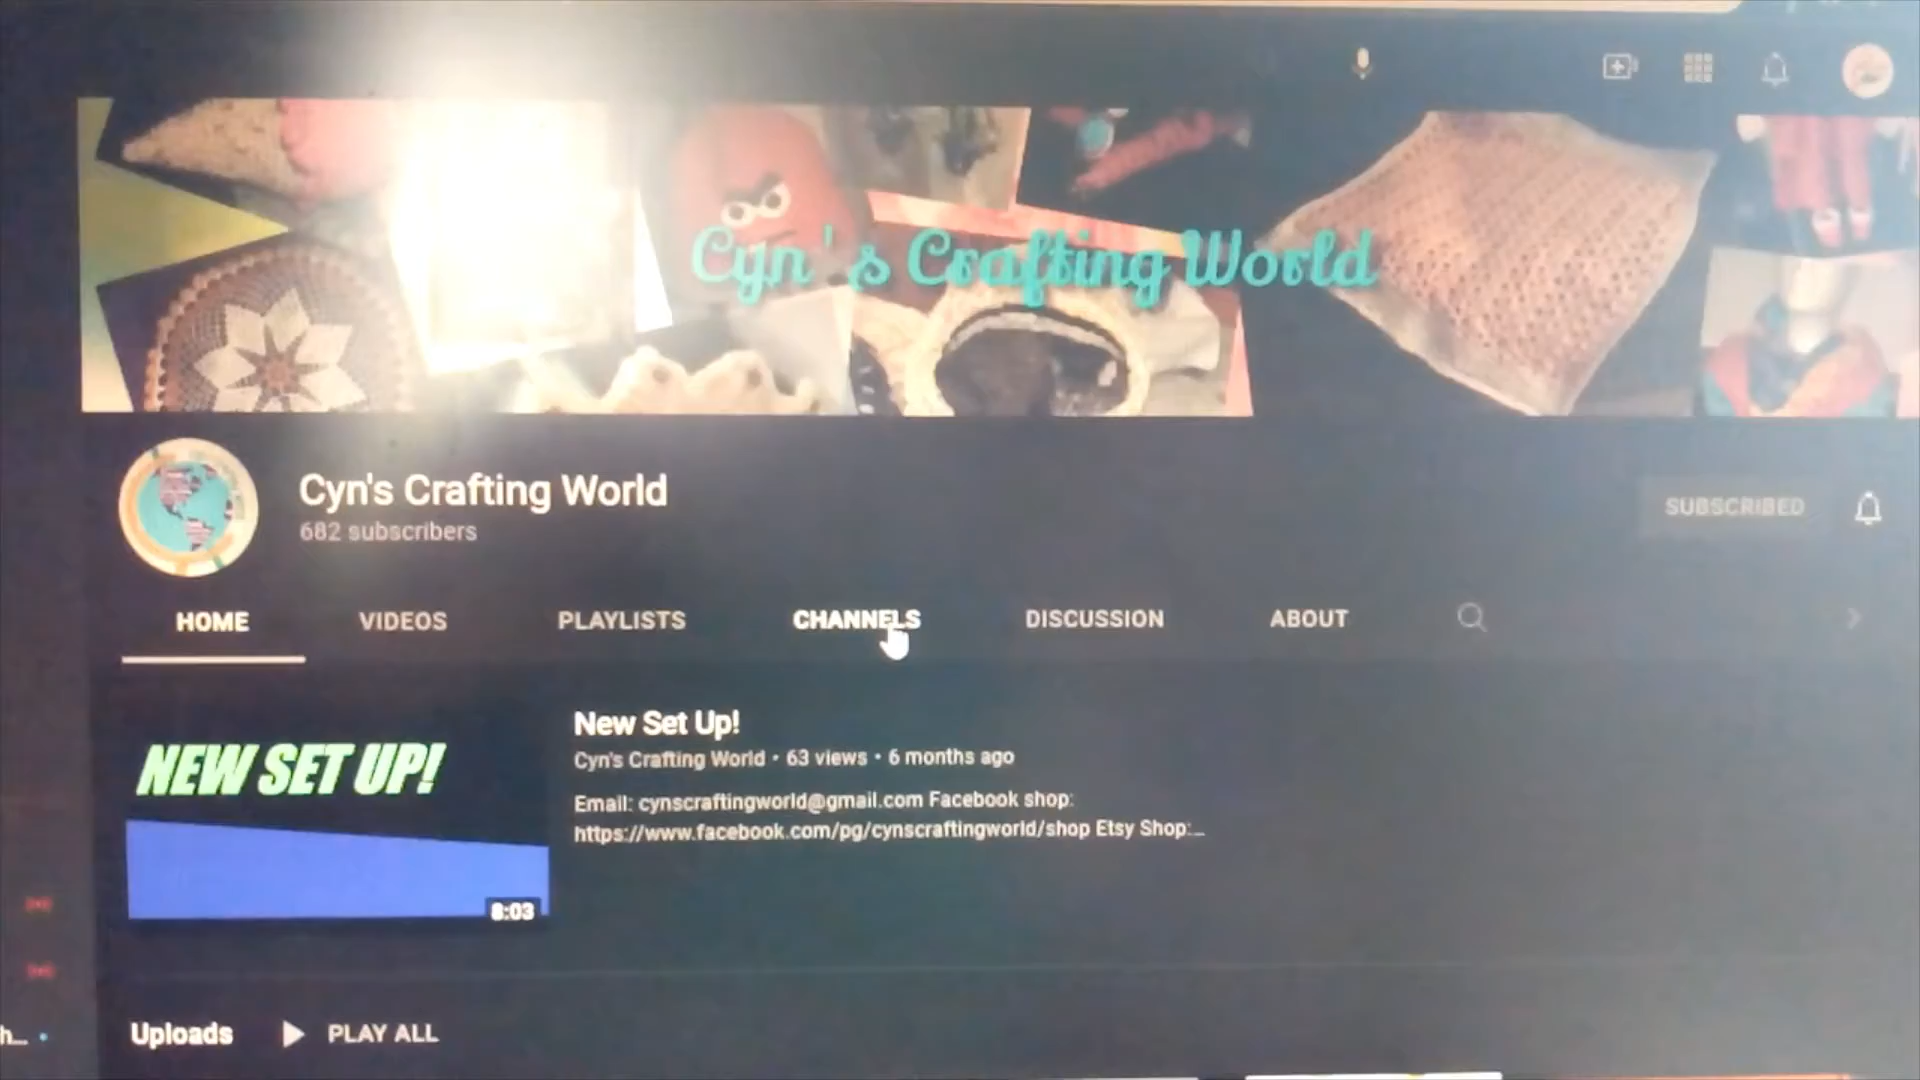 Cyn's Crafting World
Cyn's Crafting World
682 subscribers
SUBSCRIBED
HOME VIDEOS PLAYLISTS CHANNELS DISCUSSION ABOUT
NEW SET UP!
8:03
New Set Up!
Cyn's Crafting World • 63 views • 6 months ago
Email: cynscraftingworld@gmail.com Facebook shop:
https://www.facebook.com/pg/cynscraftingworld/shop Etsy Shop:...
h...
Uploads PLAY ALL